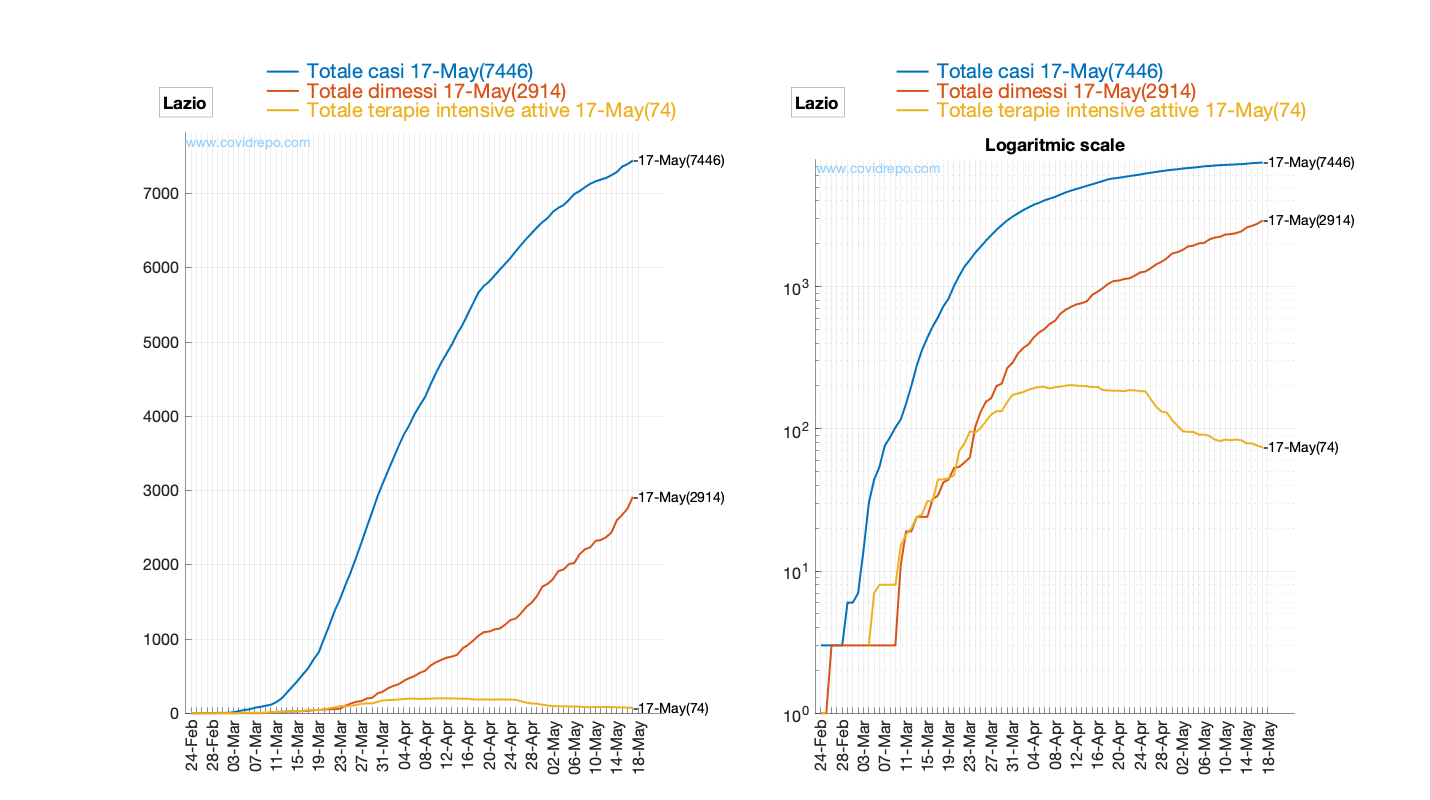 Totale casi 17-May(7446)
Totale dimessi 17-May(2914)
Totale terapie intensive attive 17-May(74)
Lazio
www.covidrepo.com
7000
6000
5000
4000
3000
2000
1000
0
-17-May(7446)
-17-May(2914)
-17-May(74)
24-Feb
28-Feb
03-Mar
07-Mar
11-Mar
15-Mar
19-Mar
23-Mar
27-Mar
31-Mar
04-Apr
08-Apr
12-Apr
16-Apr
20-Apr
24-Apr
28-Apr
02-May
06-May
10-May
14-May
18-May
Totale casi 17-May(7446)
Totale dimessi 17-May(2914)
Totale terapie intensive attive 17-May(74)
Lazio
Logaritmic scale
www.covidrepo.com
10³
10²
10¹
10⁰
-17-May(7446)
-17-May(2914)
-17-May(74)
24-Feb
28-Feb
03-Mar
07-Mar
11-Mar
15-Mar
19-Mar
23-Mar
27-Mar
31-Mar
04-Apr
08-Apr
12-Apr
16-Apr
20-Apr
24-Apr
28-Apr
02-May
06-May
10-May
14-May
18-May